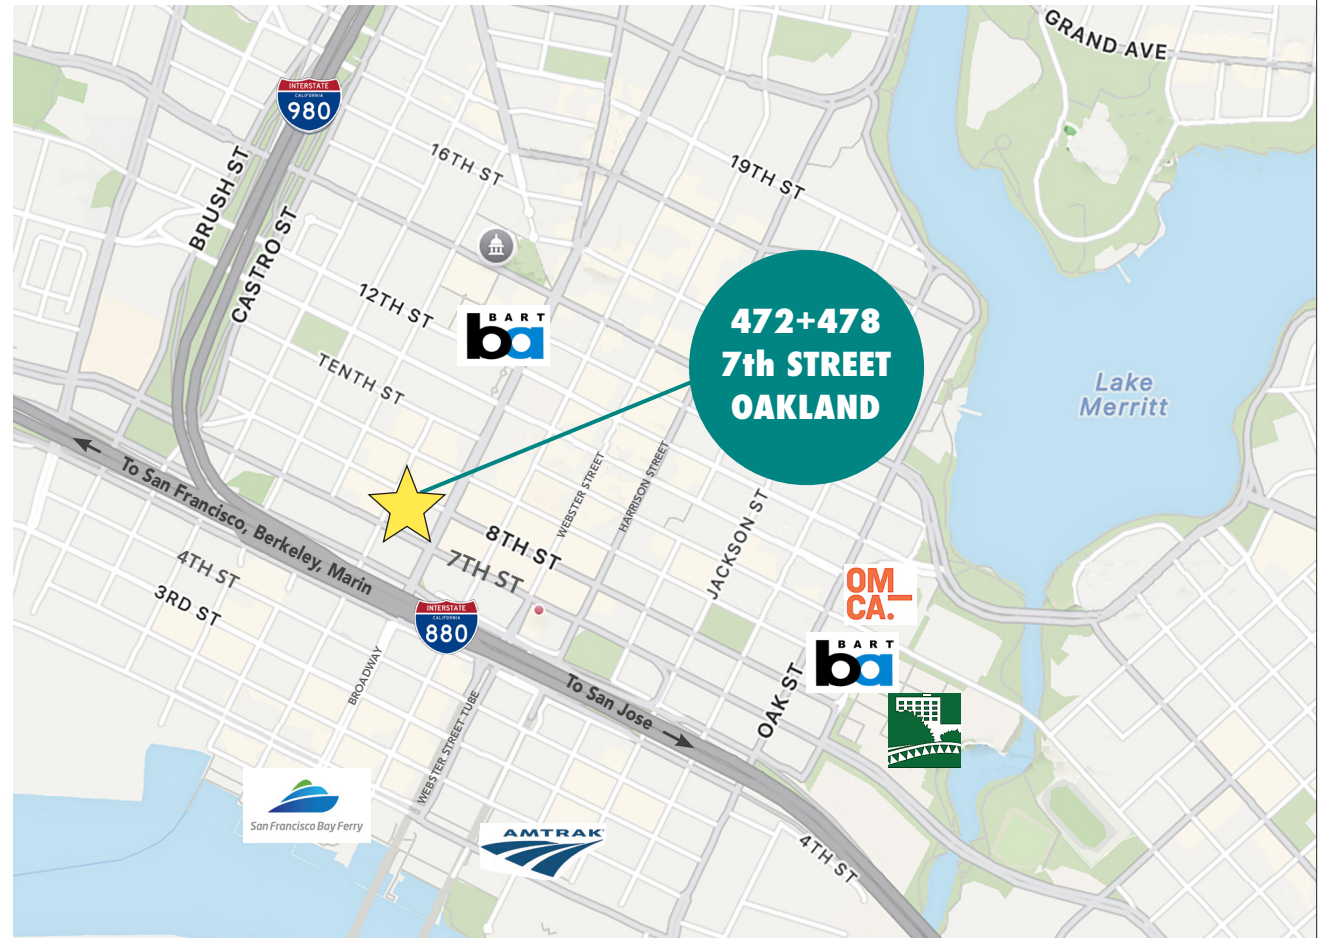 GRAND AVE
INTERSTATE
CALIFORNIA
980
16TH ST
19TH ST
BRUSH ST
CASTRO ST
12TH ST
BART
ba
472+478
7th STREET
OAKLAND
TENTH ST
Lake
Merritt
To San Francisco, Berkeley, Marin
WEBSTER STREET
HARRISON STREET
JACKSON ST
8TH ST
7TH ST
4TH ST
3RD ST
OM
CA.
INTERSTATE
CALIFORNIA
880
BART
ba
BROADWAY
To San Jose
OAK ST
WEBSTER STREET TUBE
San Francisco Bay Ferry
AMTRAK
4TH ST